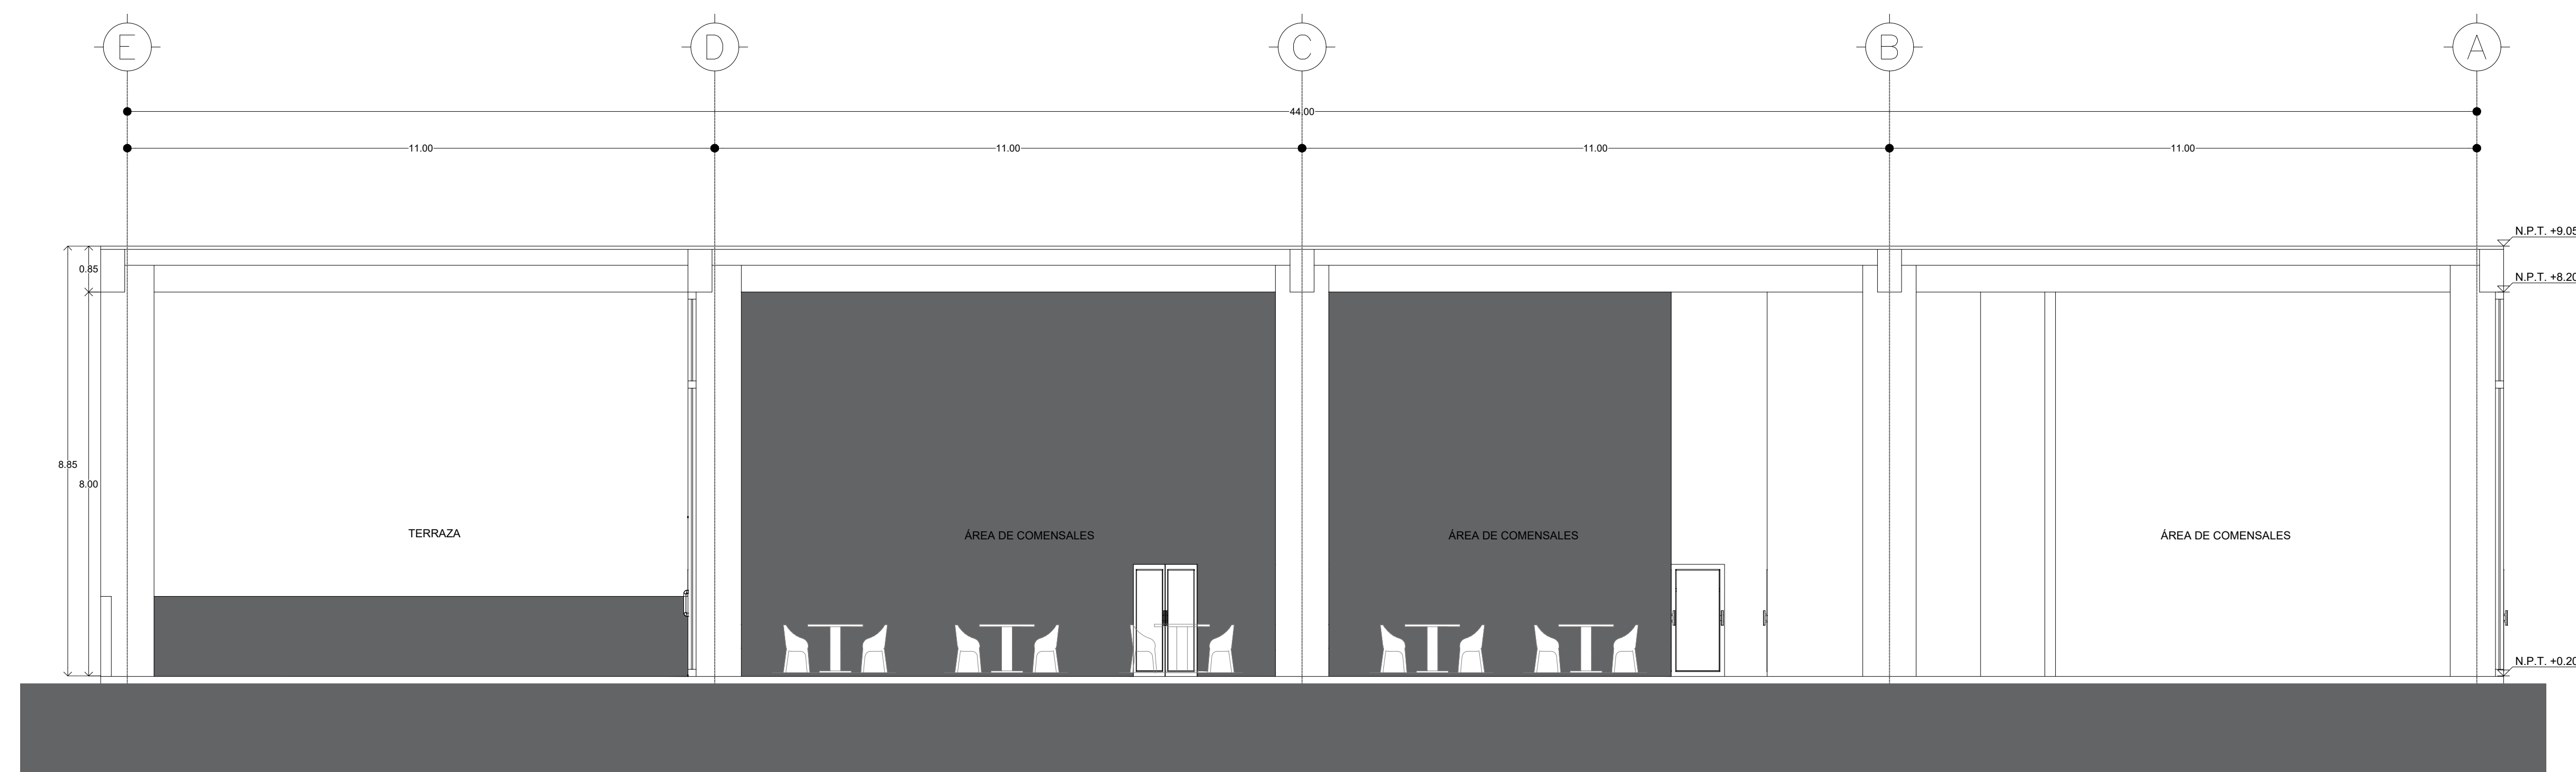 E D C B A
44.00
11.00 11.00 11.00 11.00
N.P.T. +9.05
0.85
N.P.T. +8.20
8.85
8.00
TERRAZA
ÁREA DE COMENSALES
ÁREA DE COMENSALES
ÁREA DE COMENSALES
N.P.T. +0.20